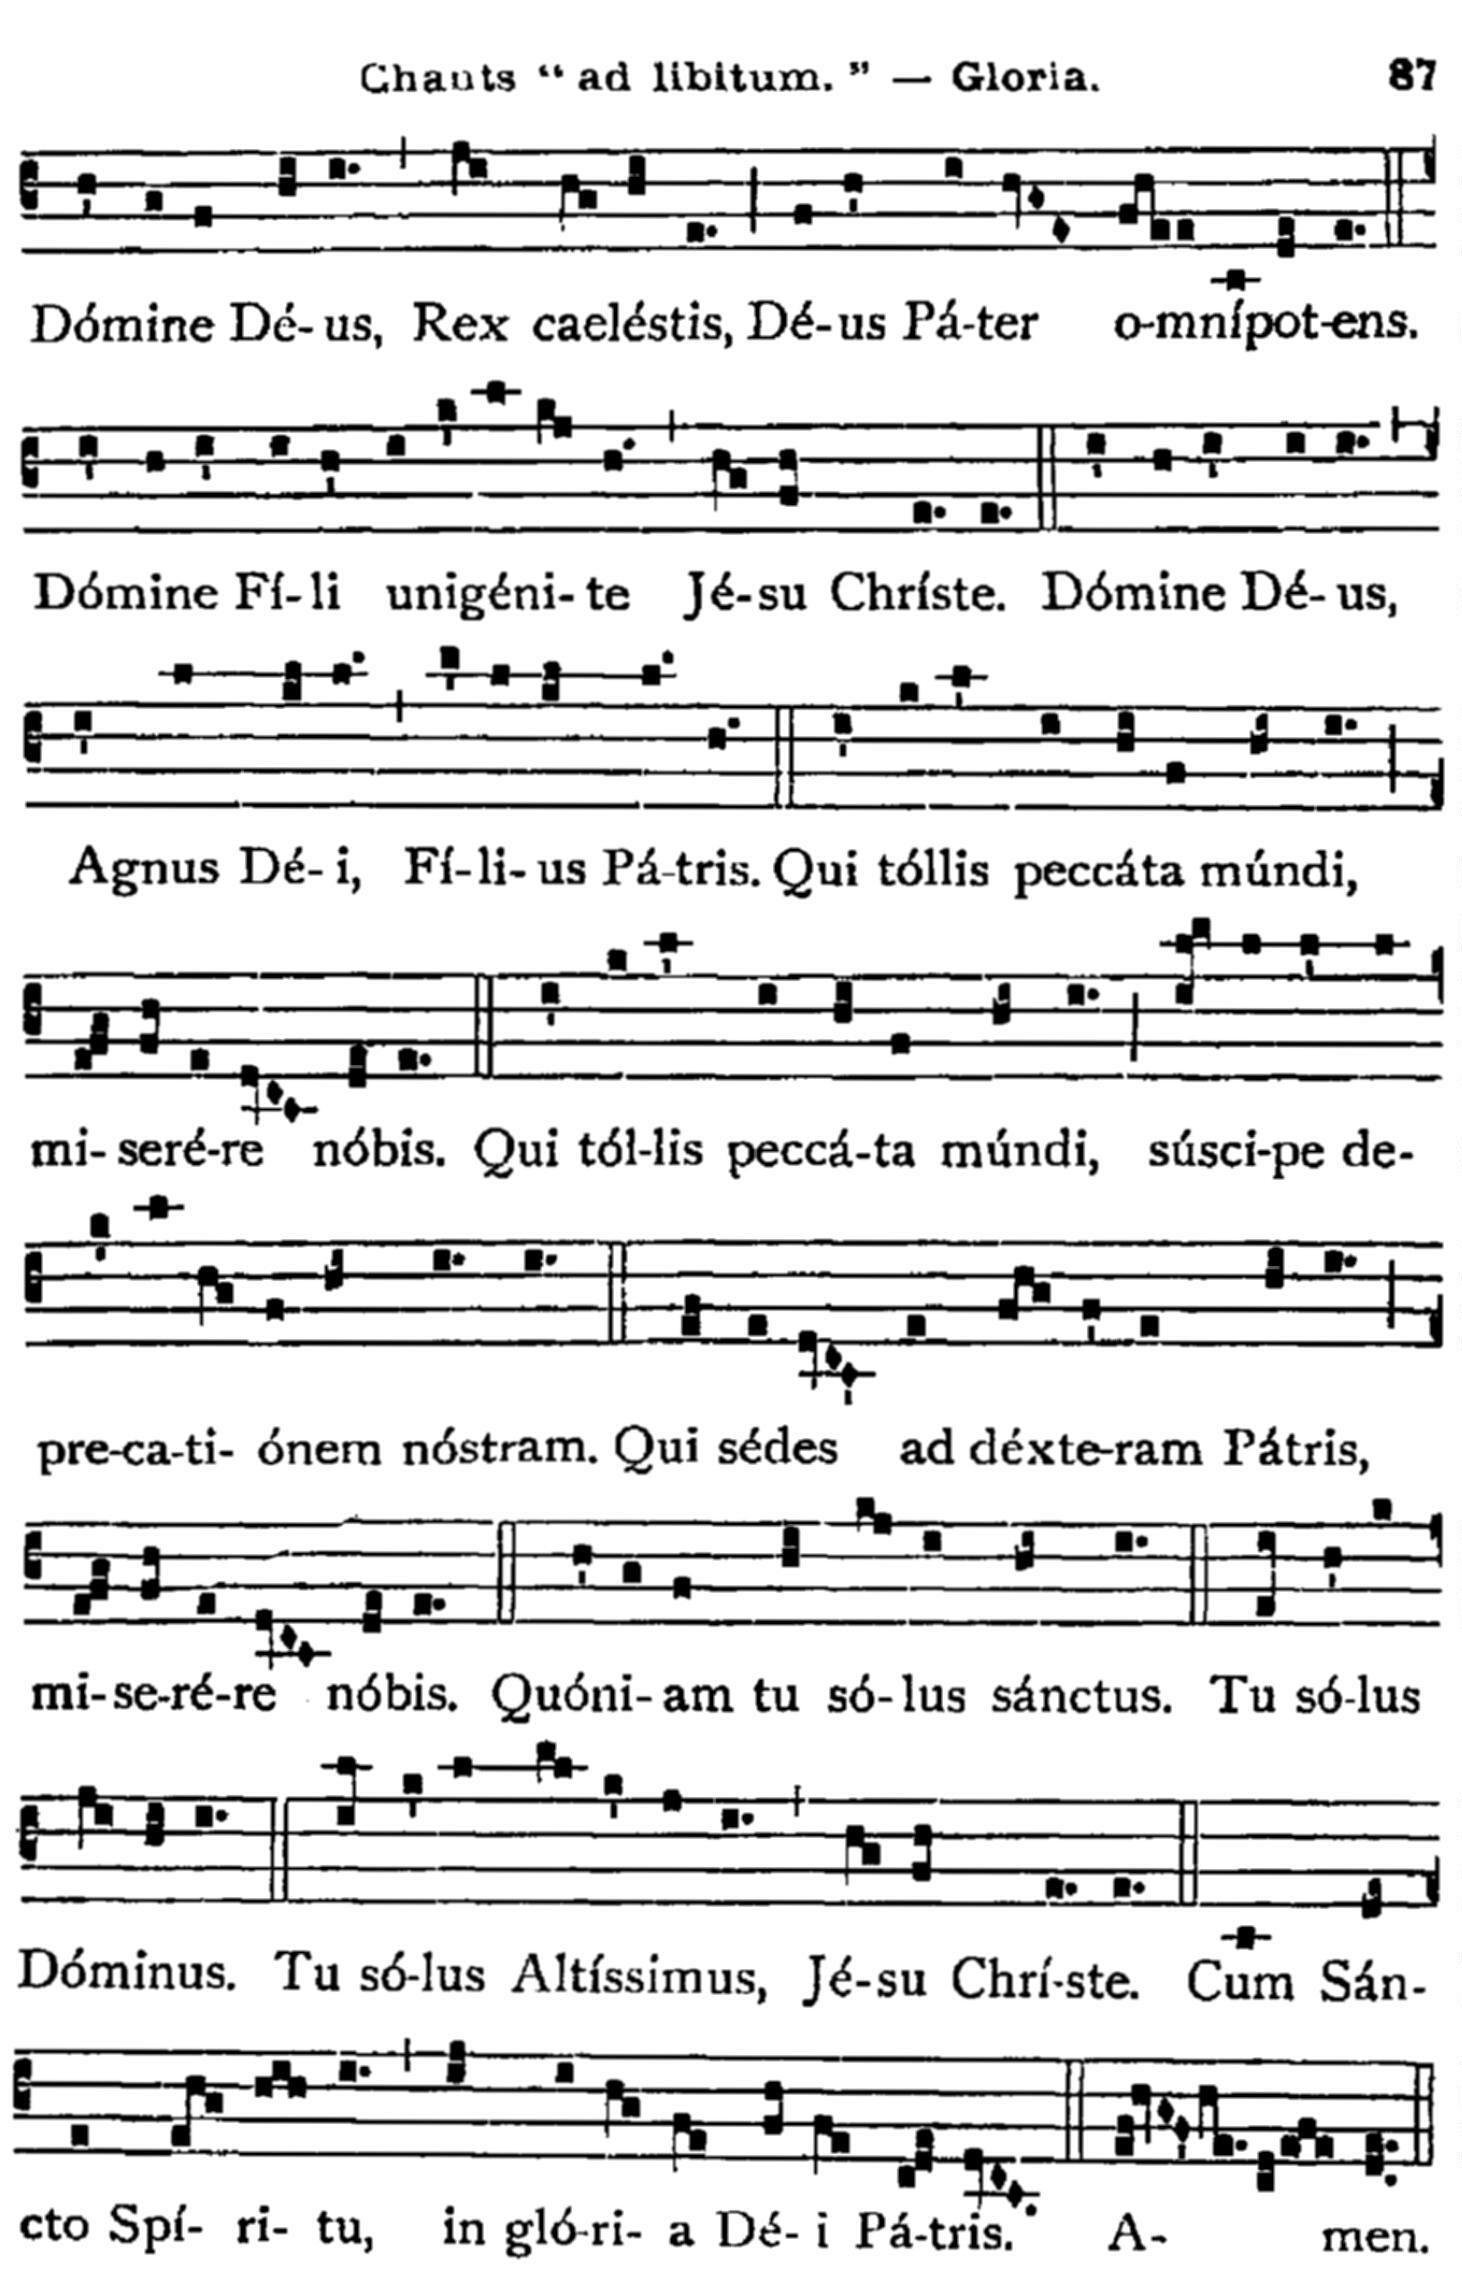 Chants “ ad libitum. ” — Gloria. 87
Dómine Dé- us, Rex caeléstis, Dé-us Pá-ter o-mnípot-ens.
Dómine Fí- li unigéni- te Jé-su Chríste. Dómine Dé- us,
Agnus Dé- i, Fí-li- us Pá-tris. Qui tóllis peccáta múndi,
mi- seré-re nóbis. Qui tól-lis peccá-ta múndi, súsci-pe de-
pre-ca-ti- ónem nóstram. Qui sédes ad déxte-ram Pátris,
mi- se-ré-re nóbis. Quóni- am tu só- lus sánctus. Tu só-lus
Dóminus. Tu só-lus Altíssimus, Jé-su Chrí-ste. Cum Sán-
cto Spí- ri- tu, in gló-ri- a Dé- i Pá-tris. A- men.